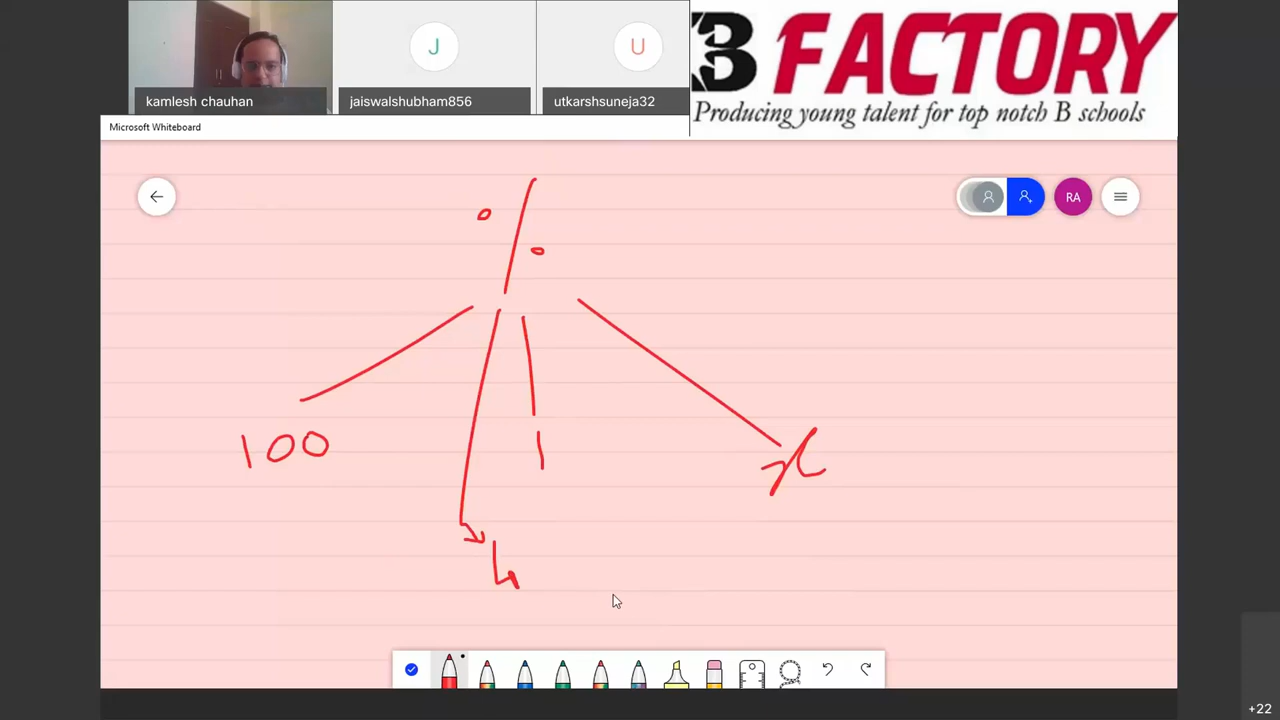 B FACTORY
Producing young talent for top notch B schools
J
U
kamlesh chauhan
jaiswalshubham856
utkarshsuneja32
Microsoft Whiteboard
RA
%
100
1
x
4
+22